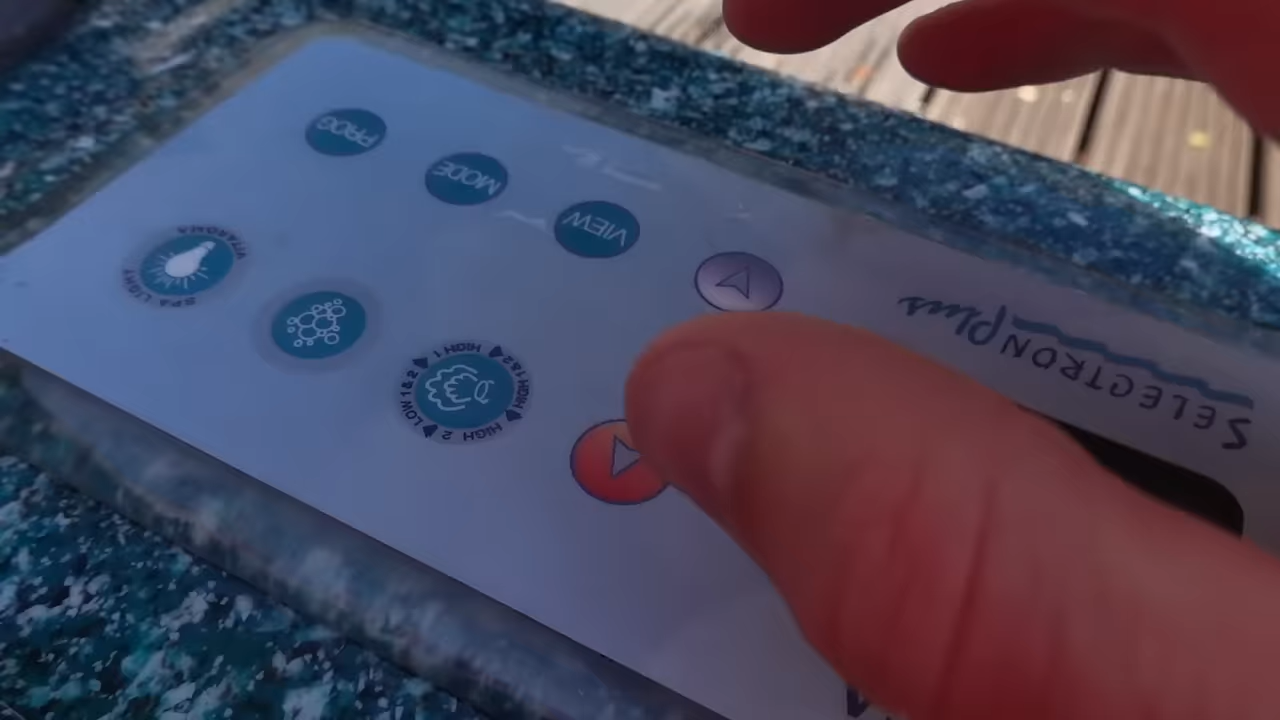 SELECTRON plus
VIEW
MODE
PROG
HIGH 1&2
HIGH 2
LOW 1&2
HIGH 1
SPA LIGHT